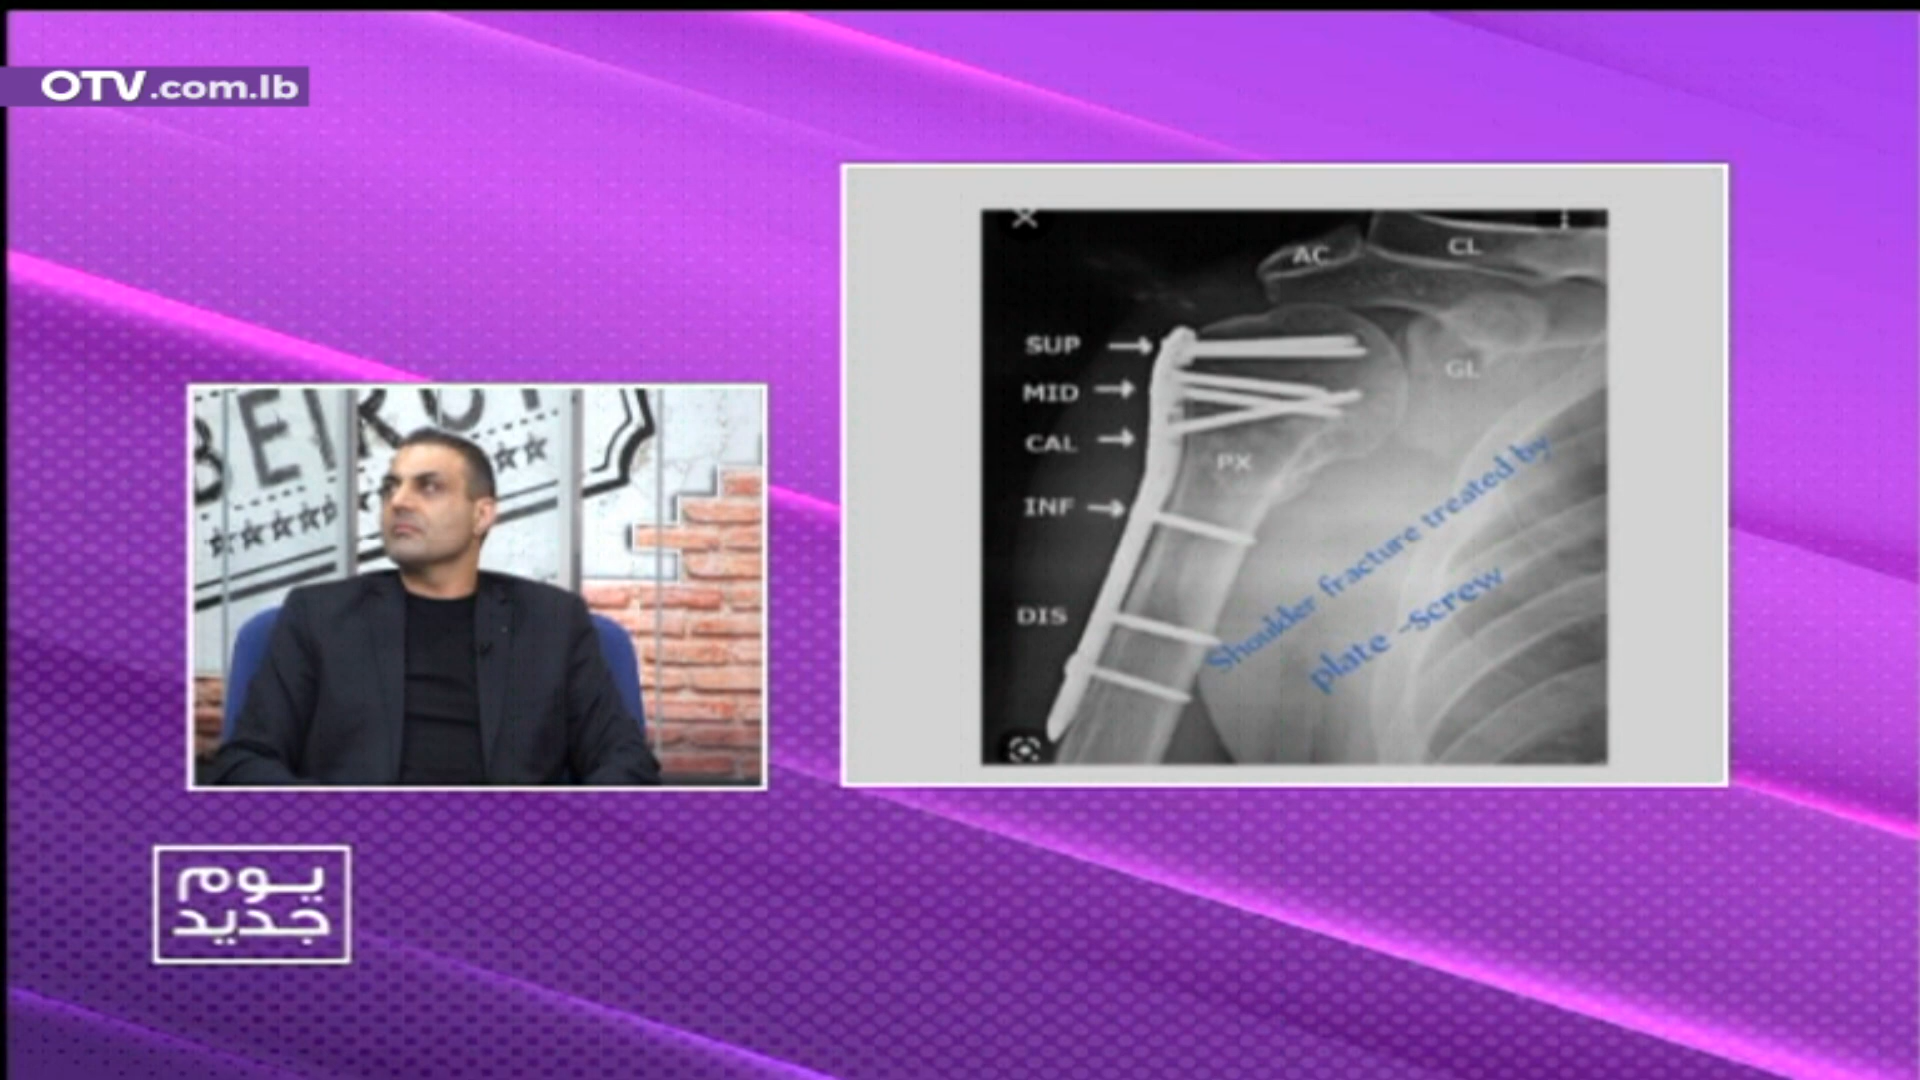 OTV.com.lb
BEIRUT
AC
CL
SUP
MID
CAL
INF
DIS
GL
PX
Shoulder fracture treated by
plate -screw
يوم
جديد